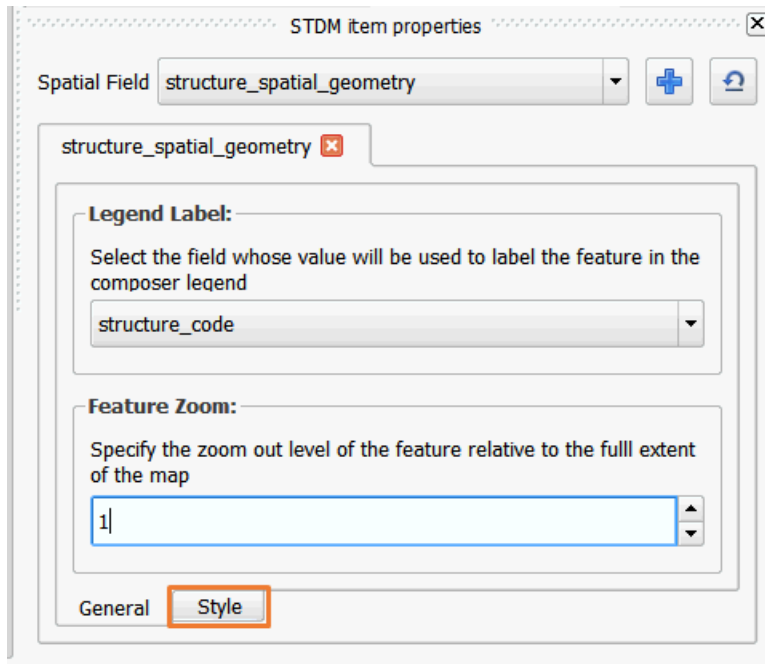 STDM item properties
Spatial Field structure_spatial_geometry
structure_spatial_geometry
Legend Label:
Select the field whose value will be used to label the feature in the
composer legend
structure_code
Feature Zoom:
Specify the zoom out level of the feature relative to the fulll extent
of the map
1
General Style